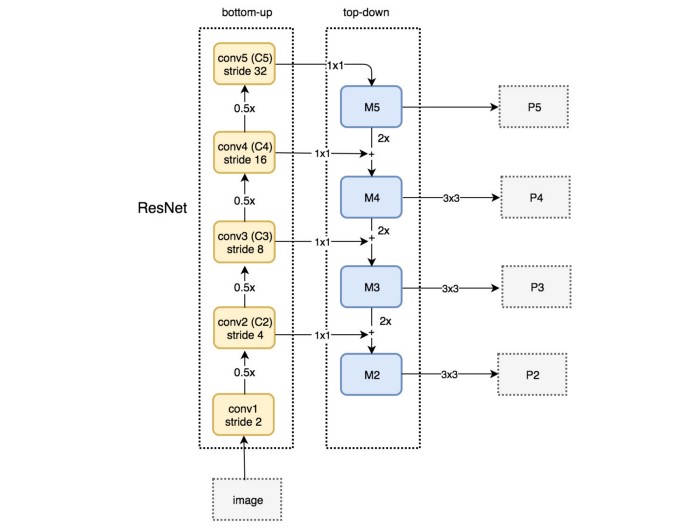 bottom-up
top-down
conv5 (C5)
stride 32
1x1
M5
P5
0.5x
2x
conv4 (C4)
stride 16
1x1
+
M4
3x3
P4
ResNet
0.5x
2x
conv3 (C3)
stride 8
1x1
+
M3
3x3
P3
0.5x
2x
conv2 (C2)
stride 4
1x1
+
M2
3x3
P2
0.5x
conv1
stride 2
image